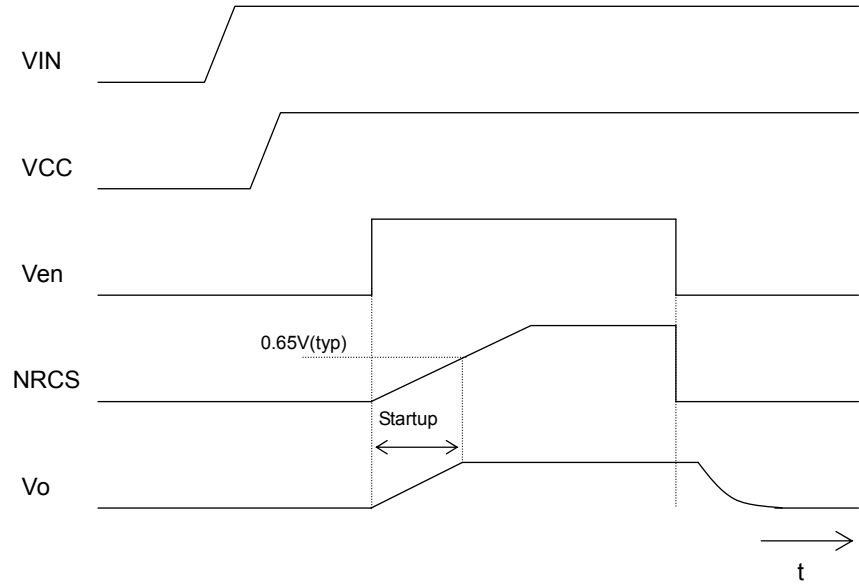 VIN
VCC
Ven
0.65V(typ)
NRCS
Startup
Vo
t